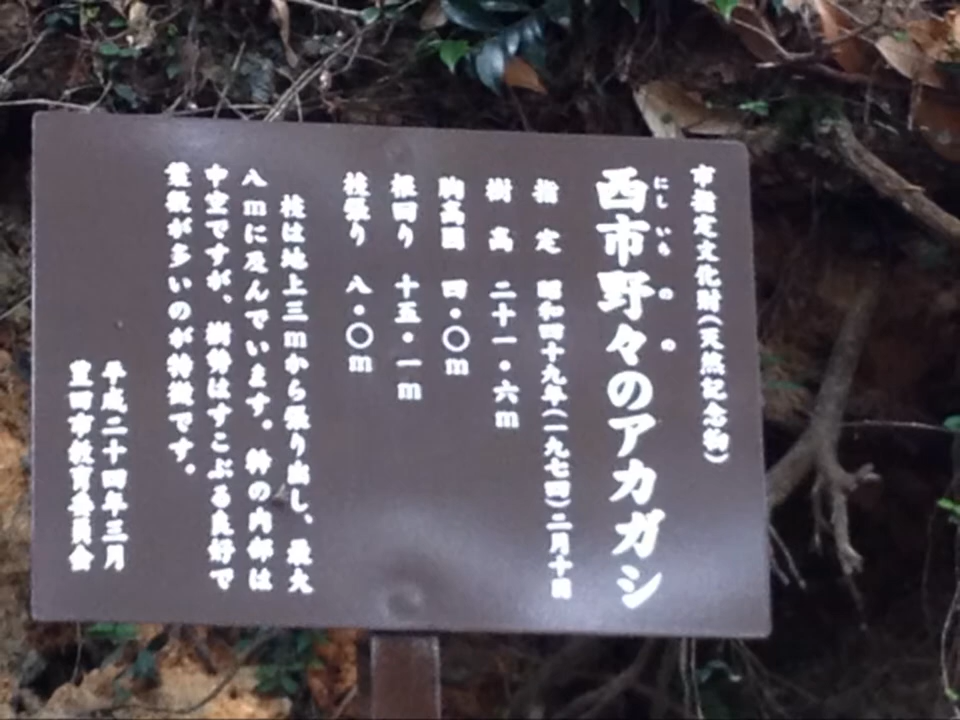 市指定文化財(天然記念物)
にしいちのの
西市野々のアカガシ
指定 昭和四十九年(一九七四)二月十日
樹高 二十一・六m
胸高囲 四・〇m
根回り 十五・一m
枝張り 八・〇m
枝は地上三mから張り出し、最大
八mに及んでいます。幹の内部は
中空ですが、樹勢はすこぶる良好で
葉数が多いのが特徴です。
平成二十四年三月
豊田市教育委員会